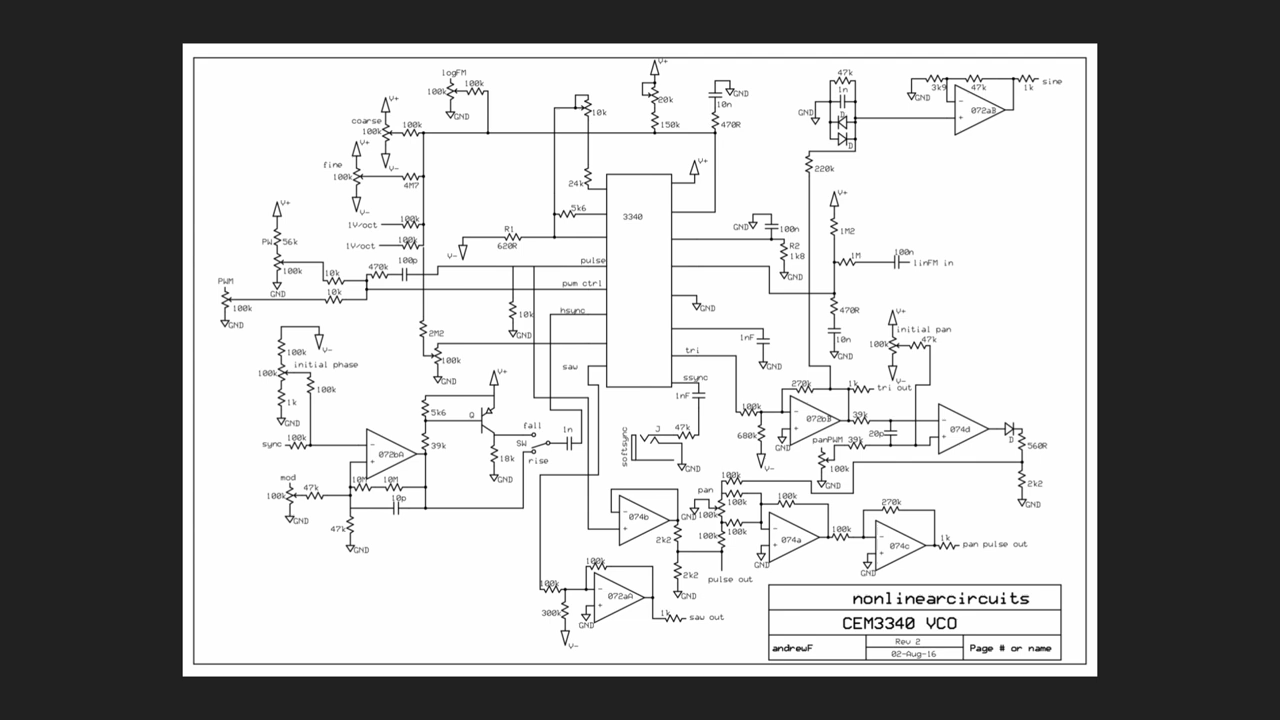 logFM
100k
100k
GND
V+
20k
150k
10k
24k
GND
10n
470R
V+
47k
1n
GND
D
D
3k9
GND
47k
1k
sine
072aB
220k
V+
coarse
100k
100k
V-
V+
fine
100k
4M7
V-
1V/oct
100k
1V/oct
100k
5k6
R1
620R
V-
3340
V+
GND
100n
R2
1k8
GND
V+
1M2
1M
100n
linFM in
470R
10n
GND
V+
PW
56k
100k
GND
10k
470k
100p
pulse
pwm ctrl
hsync
saw
PWM
100k
GND
10k
10k
GND
2M2
100k
GND
GND
1nF
GND
tri
ssync
1nF
47k
softsync
J
GND
V-
100k
initial phase
100k
1k
GND
100k
sync
100k
072bA
mod
100k
GND
47k
10M
10M
10p
47k
GND
5k6
39k
Q
V+
18k
GND
fall
SW
rise
1n
V+
initial pan
100k
47k
V-
270k
1k
tri out
100k
680k
V-
GND
072bB
39k
20p
panPWM
39k
100k
GND
074d
D
560R
2k2
GND
074b
2k2
2k2
GND
pan
GND
100k
100k
100k
100k
100k
pulse out
100k
074a
GND
100k
270k
074c
GND
1k
pan pulse out
100k
300k
V-
100k
072aA
GND
1k
saw out
nonlinearcircuits
CEM3340 VCO
andrewF
Rev 2
02-Aug-16
Page # or name